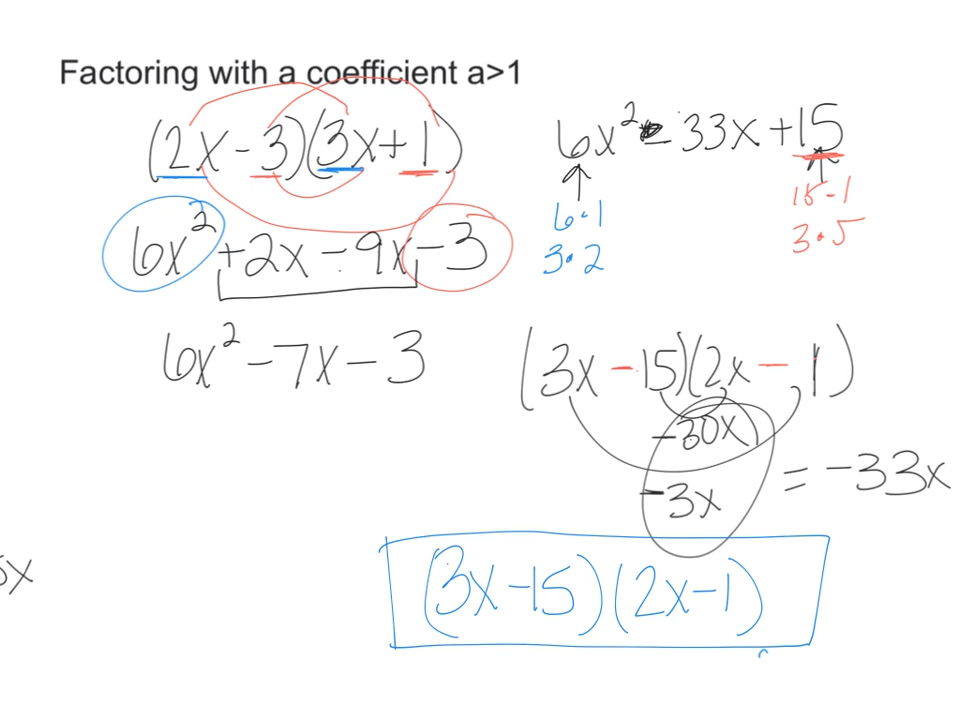 Factoring with a coefficient a>1
(2x-3)(3x+1)
6x²+2x-9x-3
6x²-7x-3
6x²-33x+15
6·1
3·2
15-1
3·5
(3x-15)(2x-1)
-30x
-3x
=-33x
(3x-15)(2x-1)